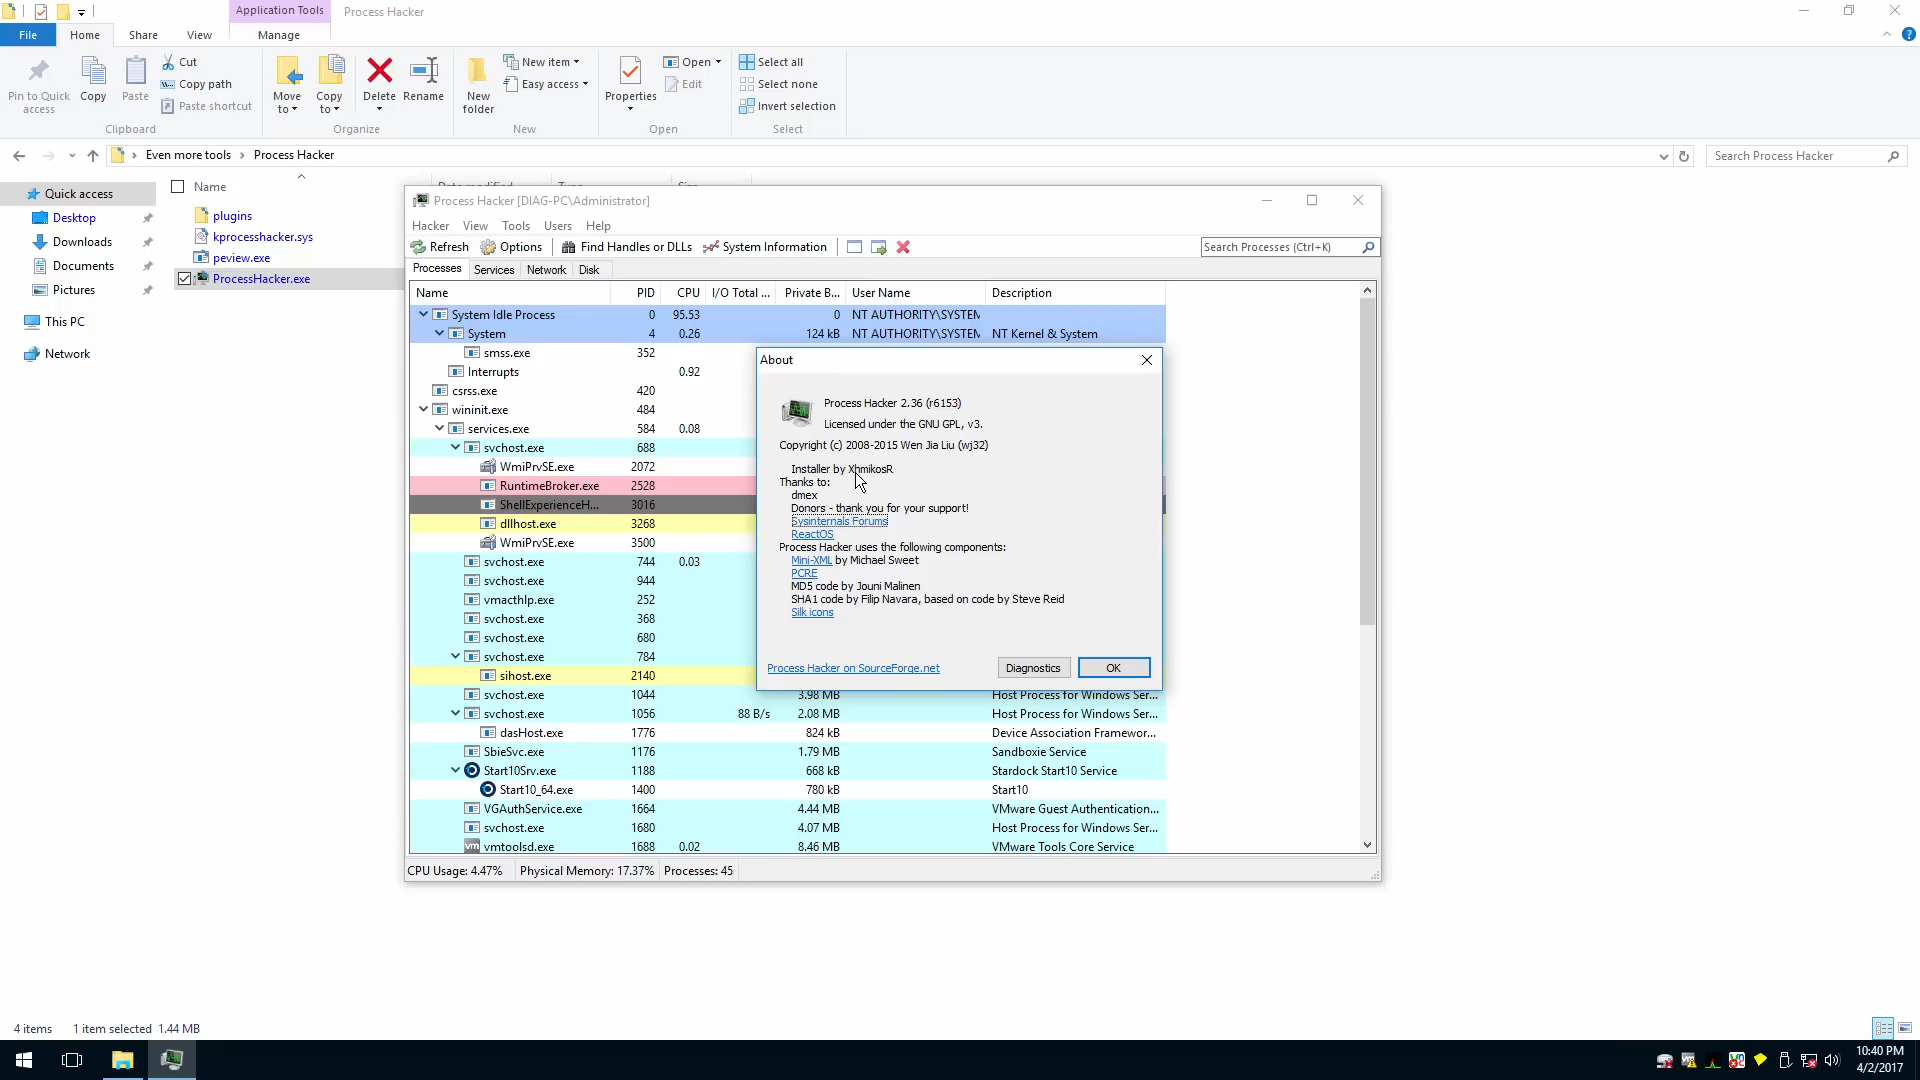 Application Tools
Process Hacker
File
Home
Share
View
Manage
Pin to Quick access
Copy
Paste
Cut
Copy path
Paste shortcut
Clipboard
Move to
Copy to
Delete
Rename
Organize
New folder
New item
Easy access
New
Properties
Open
Edit
Open
Select all
Select none
Invert selection
Select
Even more tools > Process Hacker
Search Process Hacker
Quick access
Desktop
Downloads
Documents
Pictures
This PC
Network
Name
plugins
kprocesshacker.sys
peview.exe
ProcessHacker.exe
Process Hacker [DIAG-PC\Administrator]
Hacker View Tools Users Help
Refresh Options Find Handles or DLLs System Information
Search Processes (Ctrl+K)
Processes Services Network Disk
Name PID CPU I/O Total ... Private B... User Name Description
System Idle Process 0 95.53 0 NT AUTHORITY\SYSTEM
System 4 0.26 124 kB NT AUTHORITY\SYSTEM NT Kernel & System
smss.exe 352
Interrupts 0.92
csrss.exe 420
wininit.exe 484
services.exe 584 0.08
svchost.exe 688
WmiPrvSE.exe 2072
RuntimeBroker.exe 2528
ShellExperienceH... 3016
dllhost.exe 3268
WmiPrvSE.exe 3500
svchost.exe 744 0.03
svchost.exe 944
vmacthlp.exe 252
svchost.exe 368
svchost.exe 680
svchost.exe 784
sihost.exe 2140
svchost.exe 1044 3.98 MB Host Process for Windows Ser...
svchost.exe 1056 88 B/s 2.08 MB Host Process for Windows Ser...
dasHost.exe 1776 824 kB Device Association Framewor...
SbieSvc.exe 1176 1.79 MB Sandboxie Service
Start10Srv.exe 1188 668 kB Stardock Start10 Service
Start10_64.exe 1400 780 kB Start10
VGAuthService.exe 1664 4.44 MB VMware Guest Authentication...
svchost.exe 1680 4.07 MB Host Process for Windows Ser...
vmtoolsd.exe 1688 0.02 8.46 MB VMware Tools Core Service
CPU Usage: 4.47% Physical Memory: 17.37% Processes: 45
About
Process Hacker 2.36 (r6153)
Licensed under the GNU GPL, v3.
Copyright (c) 2008-2015 Wen Jia Liu (wj32)
Installer by XhmikosR
Thanks to:
dmex
Donors - thank you for your support!
Sysinternals Forums
ReactOS
Process Hacker uses the following components:
Mini-XML by Michael Sweet
PCRE
MD5 code by Jouni Malinen
SHA1 code by Filip Navara, based on code by Steve Reid
Silk icons
Process Hacker on SourceForge.net
Diagnostics
OK
4 items 1 item selected 1.44 MB
10:40 PM
4/2/2017